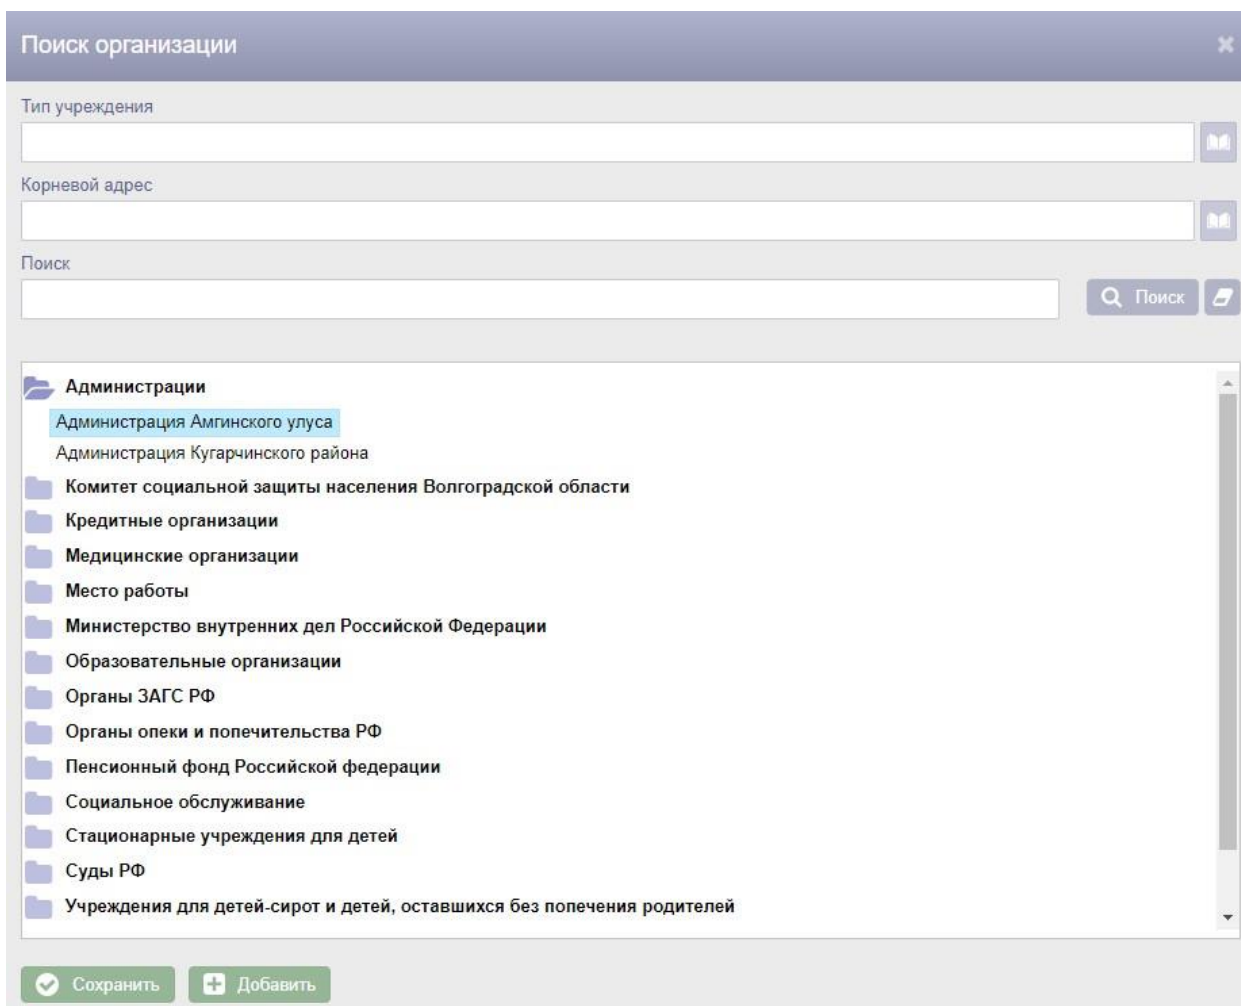 Поиск организации
Тип учреждения
Корневой адрес
Поиск
Поиск
Администрации
Администрация Амгинского улуса
Администрация Кугарчинского района
Комитет социальной защиты населения Волгоградской области
Кредитные организации
Медицинские организации
Место работы
Министерство внутренних дел Российской Федерации
Образовательные организации
Органы ЗАГС РФ
Органы опеки и попечительства РФ
Пенсионный фонд Российской федерации
Социальное обслуживание
Стационарные учреждения для детей
Суды РФ
Учреждения для детей-сирот и детей, оставшихся без попечения родителей
Сохранить Добавить